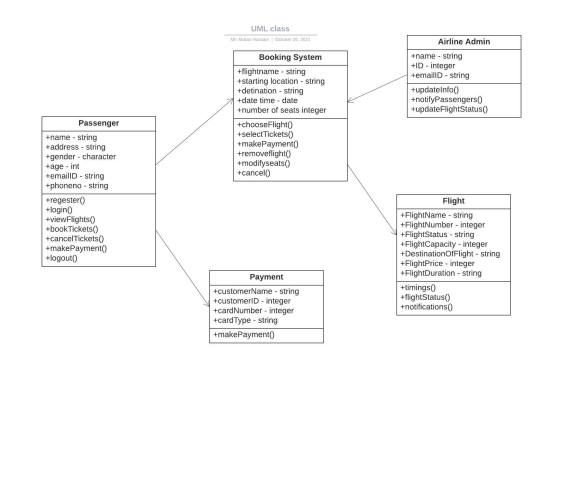 UML class
Mir Akbar Hussain | October 25, 2021
Booking System
+flightname - string
+starting location - string
+detination - string
+date time - date
+number of seats integer
+chooseFlight()
+selectTickets()
+makePayment()
+removeflight()
+modifyseats()
+cancel()
Airline Admin
+name - string
+ID - integer
+emailID - string
+updateInfo()
+notifyPassengers()
+updateFlightStatus()
Passenger
+name - string
+address - string
+gender - character
+age - int
+emailID - string
+phoneno - string
+regester()
+login()
+viewFlights()
+bookTickets()
+cancelTickets()
+makePayment()
+logout()
Flight
+FlightName - string
+FlightNumber - integer
+FlightStatus - string
+FlightCapacity - integer
+DestinationOfFlight - string
+FlightPrice - integer
+FlightDuration - string
+timings()
+flightStatus()
+notifications()
Payment
+customerName - string
+customerID - integer
+cardNumber - integer
+cardType - string
+makePayment()